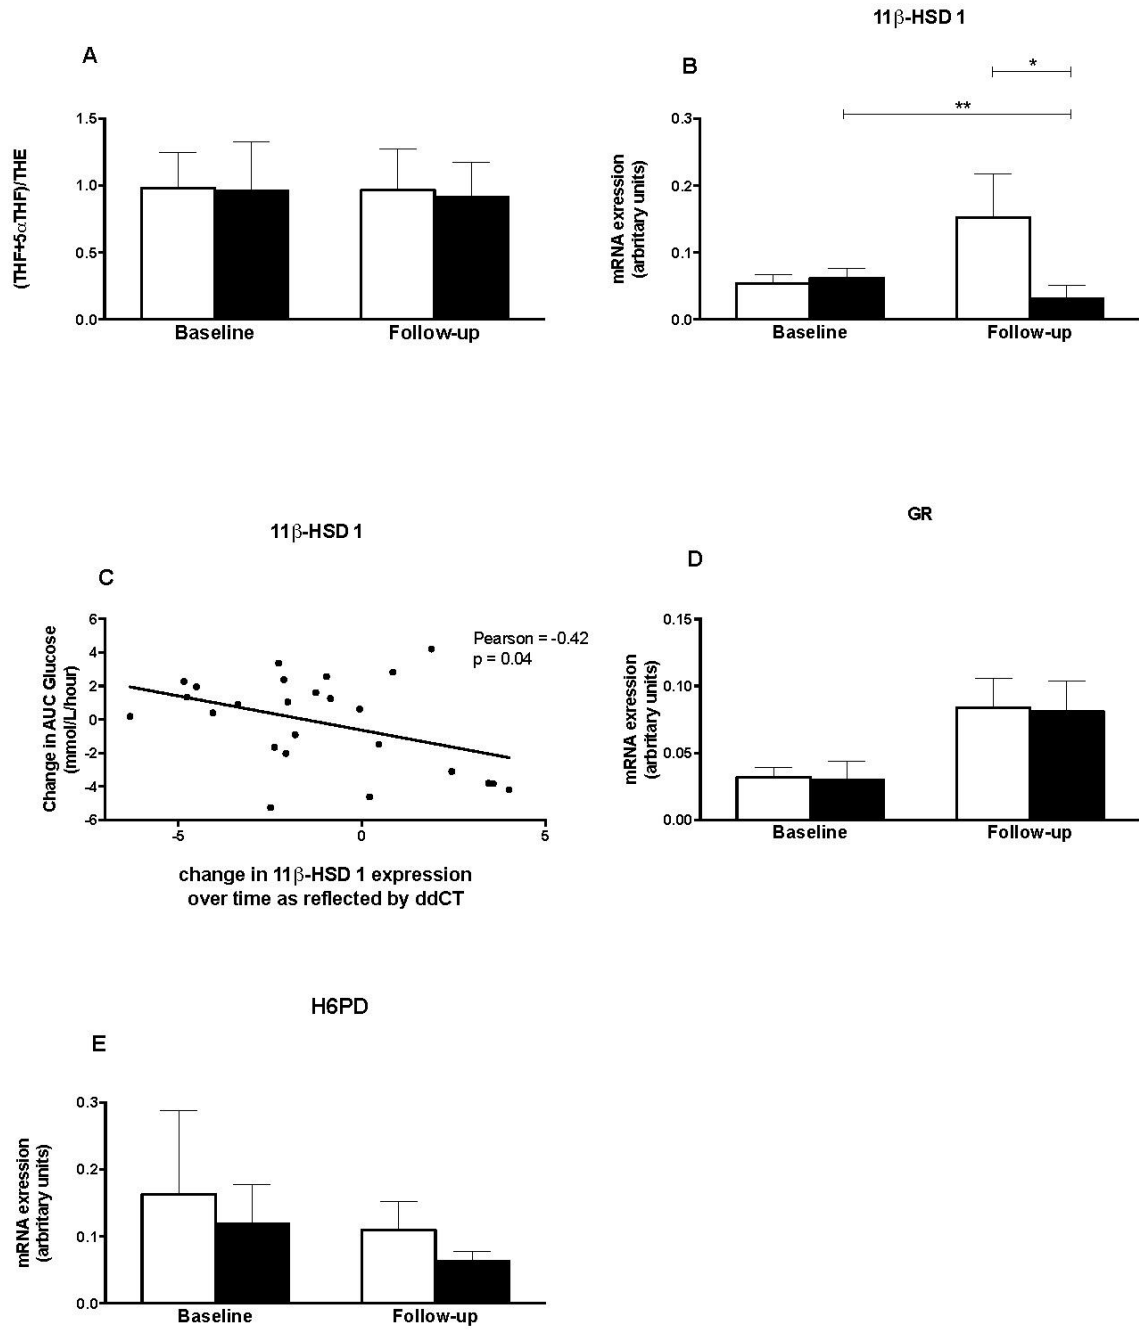 A
(THF+5αTHF)/THE
1.5
1.0
0.5
0.0
Baseline
Follow-up
11β-HSD 1
B
*
**
mRNA exression
(arbritary units)
0.3
0.2
0.1
0.0
Baseline
Follow-up
11β-HSD 1
C
Change in AUC Glucose
(mmol/L/hour)
6
4
2
0
-2
-4
-6
Pearson = -0.42
p = 0.04
-5
0
5
change in 11β-HSD 1 expression
over time as reflected by ddCT
GR
D
mRNA exression
(arbritary units)
0.15
0.10
0.05
0.00
Baseline
Follow-up
H6PD
E
mRNA exression
(arbritary units)
0.3
0.2
0.1
0.0
Baseline
Follow-up